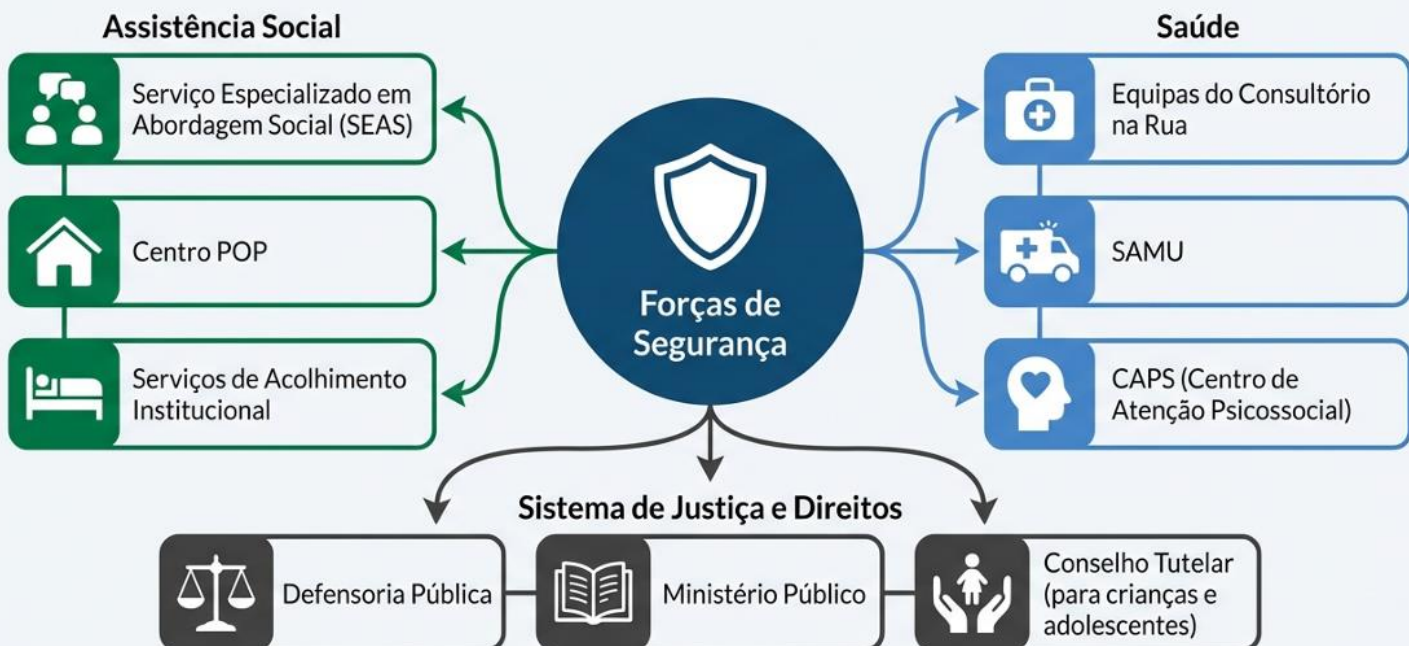 Assistência Social
Serviço Especializado em
Abordagem Social (SEAS)
Centro POP
Serviços de Acolhimento
Institucional
Forças de
Segurança
Saúde
Equipas do Consultório
na Rua
SAMU
CAPS (Centro de
Atenção Psicossocial)
Sistema de Justiça e Direitos
Defensoria Pública
Ministério Público
Conselho Tutelar
(para crianças e
adolescentes)